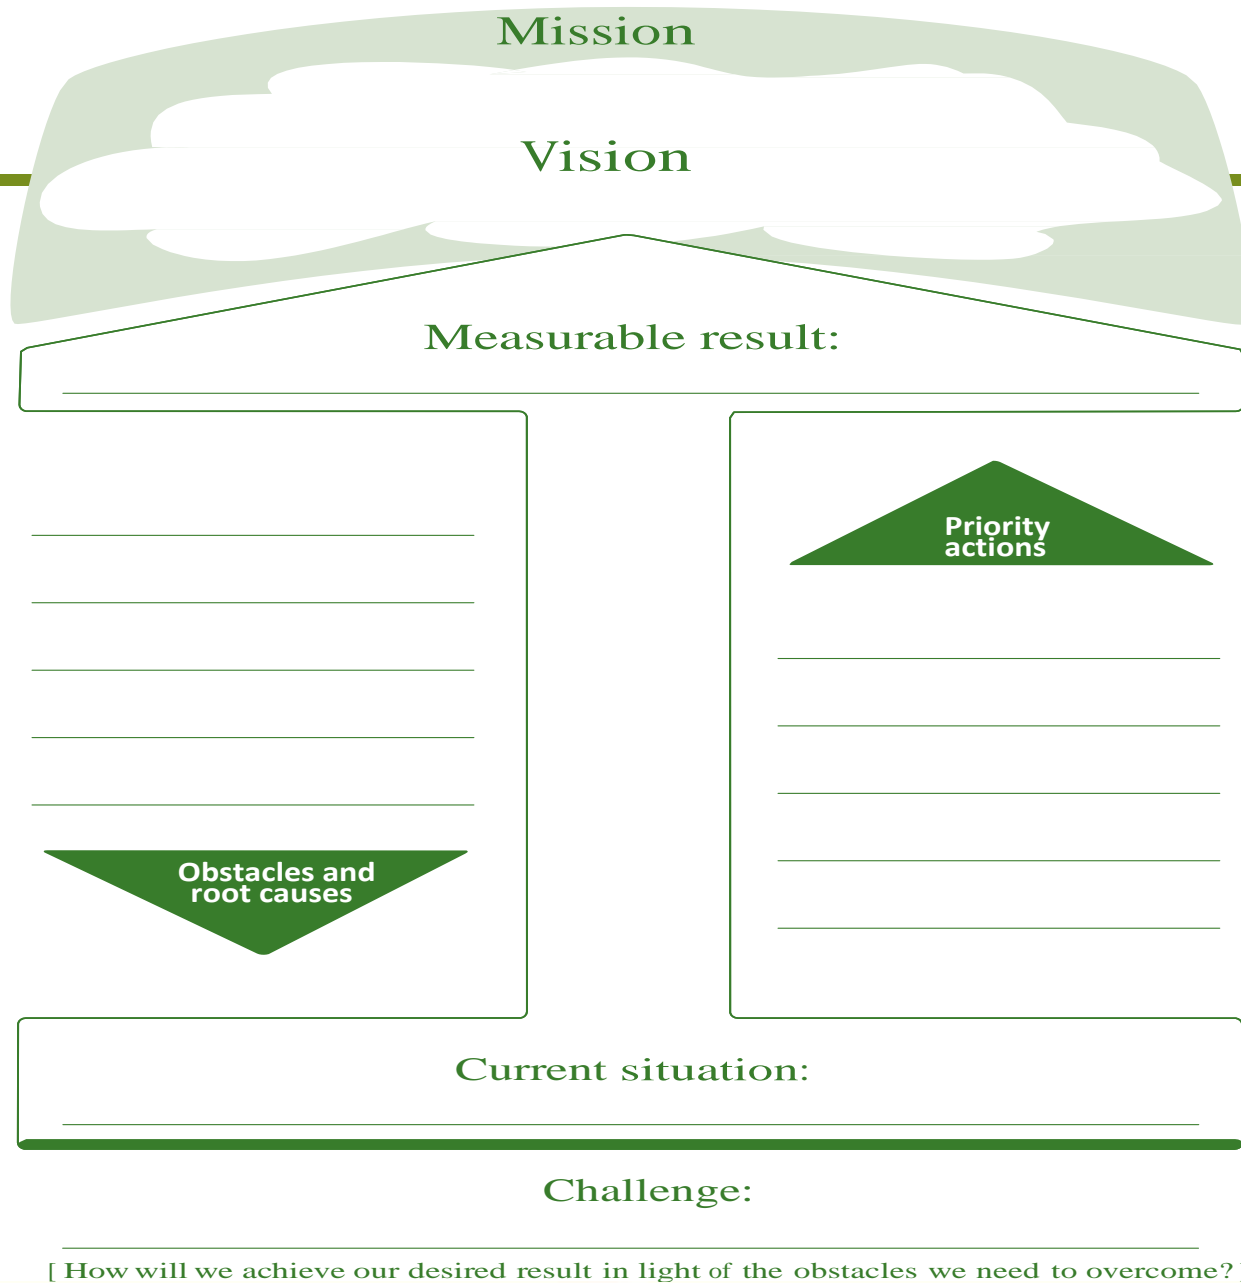 Mission
Vision
Measurable result:
Priority
actions
Obstacles and
root causes
Current situation:
Challenge:
[ How will we achieve our desired result in light of the obstacles we need to overcome?